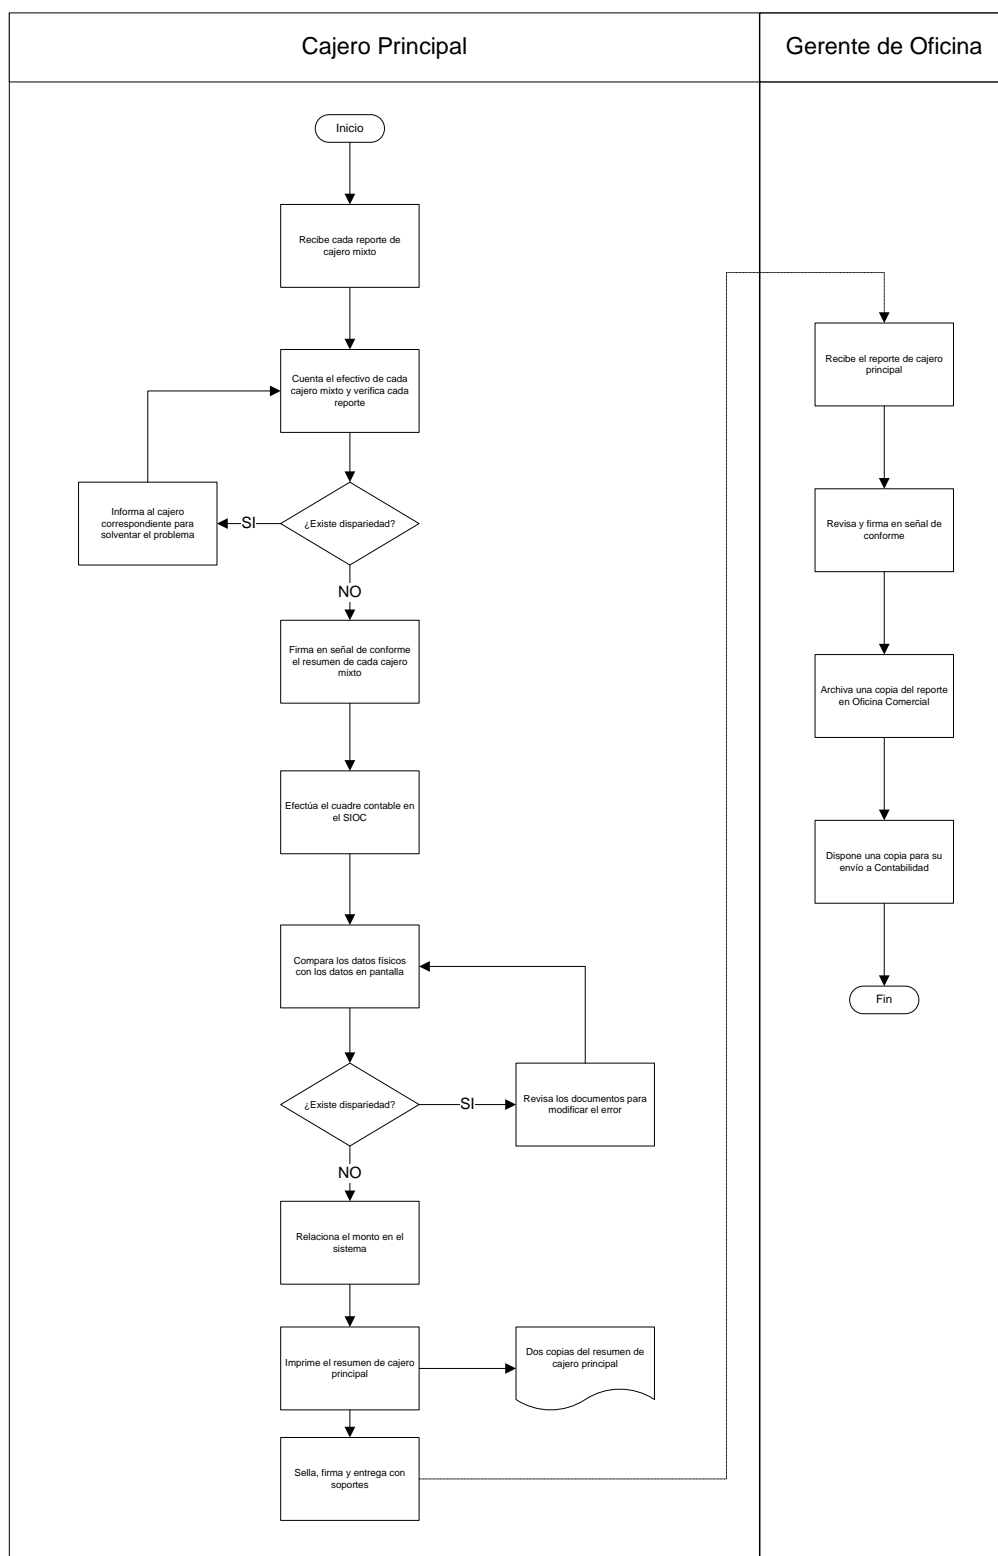 Cajero Principal
Gerente de Oficina
Inicio
Recibe cada reporte de
cajero mixto
Cuenta el efectivo de cada
cajero mixto y verifica cada
reporte
Informa al cajero
correspondiente para
solventar el problema
SI
¿Existe dispariedad?
NO
Firma en señal de conforme
el resumen de cada cajero
mixto
Efectúa el cuadre contable en
el SIOC
Compara los datos físicos
con los datos en pantalla
¿Existe dispariedad?
SI
Revisa los documentos para
modificar el error
NO
Relaciona el monto en el
sistema
Imprime el resumen de cajero
principal
Dos copias del resumen de
cajero principal
Sella, firma y entrega con
soportes
Recibe el reporte de cajero
principal
Revisa y firma en señal de
conforme
Archiva una copia del reporte
en Oficina Comercial
Dispone una copia para su
envío a Contabilidad
Fin